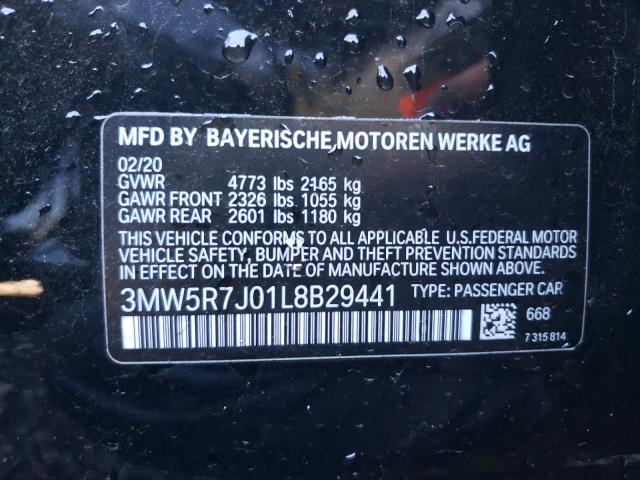 MFD BY BAYERISCHE MOTOREN WERKE AG
02/20
GVWR 4773 lbs 2165 kg
GAWR FRONT 2326 lbs 1055 kg
GAWR REAR 2601 lbs 1180 kg
THIS VEHICLE CONFORMS TO ALL APPLICABLE U.S.FEDERAL MOTOR
VEHICLE SAFETY, BUMPER AND THEFT PREVENTION STANDARDS
IN EFFECT ON THE DATE OF MANUFACTURE SHOWN ABOVE.
3MW5R7J01L8B29441 TYPE: PASSENGER CAR
668
7 315 814